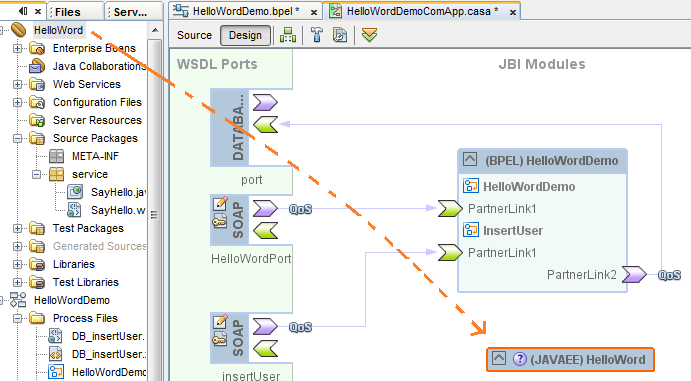 Files
Serv...
HelloWord
Enterprise Beans
Java Collaborations
Web Services
Configuration Files
Server Resources
Source Packages
META-INF
service
SayHello.jav
SayHello.w
Test Packages
Generated Sources
Libraries
Test Libraries
HelloWordDemo
Process Files
DB_insertUser.
DB_insertUser.
HelloWordDemo
HelloWordDemo.bpel *
HelloWordDemoComApp.casa *
Source
Design
WSDL Ports
JBI Modules
DATABA...
port
SOAP
QoS
HelloWordPort
SOAP
QoS
insertUser
(BPEL) HelloWordDemo
HelloWordDemo
PartnerLink1
InsertUser
PartnerLink1
PartnerLink2
QoS
(JAVAEE) HelloWord